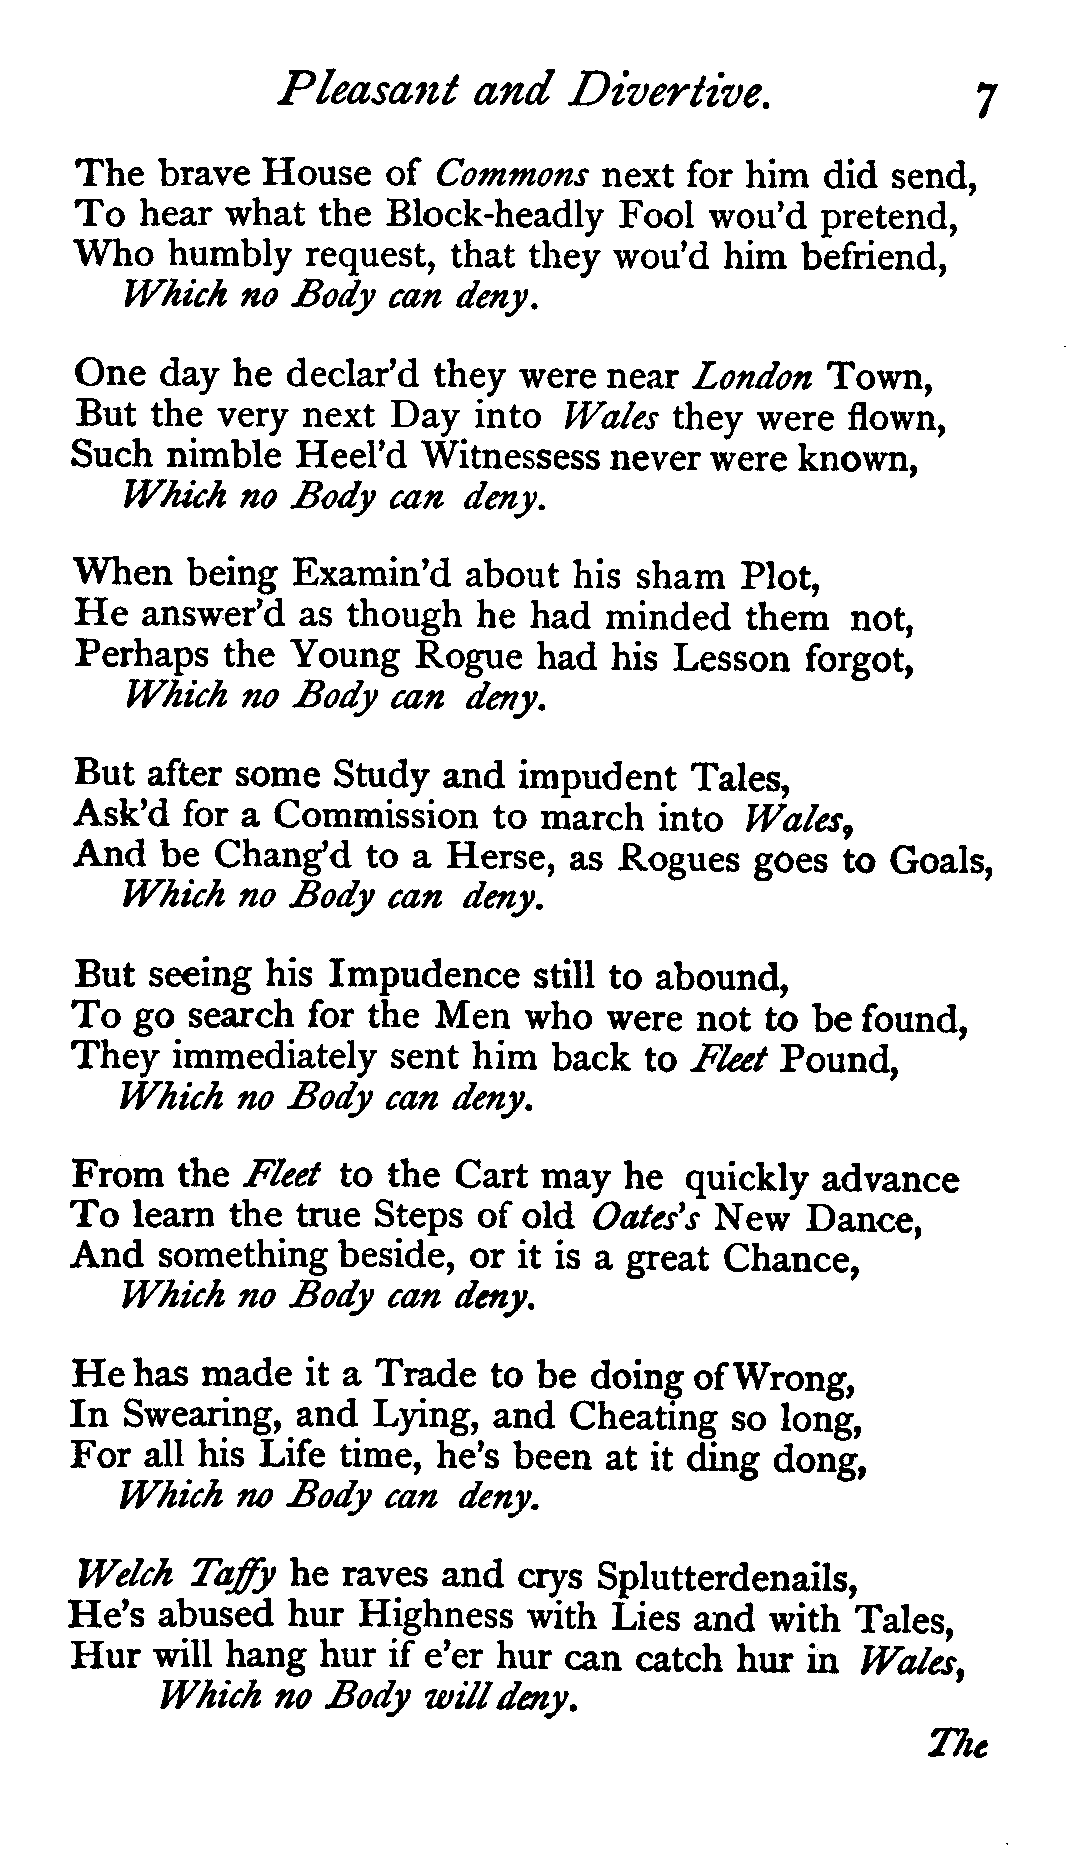 Pleasant and Divertive. 7
The brave House of Commons next for him did send,
To hear what the Block-headly Fool wou'd pretend,
Who humbly request, that they wou'd him befriend,
Which no Body can deny.
One day he declar'd they were near London Town,
But the very next Day into Wales they were flown,
Such nimble Heel'd Witnessess never were known,
Which no Body can deny.
When being Examin'd about his sham Plot,
He answer'd as though he had minded them not,
Perhaps the Young Rogue had his Lesson forgot,
Which no Body can deny.
But after some Study and impudent Tales,
Ask'd for a Commission to march into Wales,
And be Chang'd to a Herse, as Rogues goes to Goals,
Which no Body can deny.
But seeing his Impudence still to abound,
To go search for the Men who were not to be found,
They immediately sent him back to Fleet Pound,
Which no Body can deny.
From the Fleet to the Cart may he quickly advance
To learn the true Steps of old Oates's New Dance,
And something beside, or it is a great Chance,
Which no Body can deny.
He has made it a Trade to be doing of Wrong,
In Swearing, and Lying, and Cheating so long,
For all his Life time, he's been at it ding dong,
Which no Body can deny.
Welch Taffy he raves and crys Splutterdenails,
He's abused hur Highness with Lies and with Tales,
Hur will hang hur if e'er hur can catch hur in Wales,
Which no Body will deny.
The